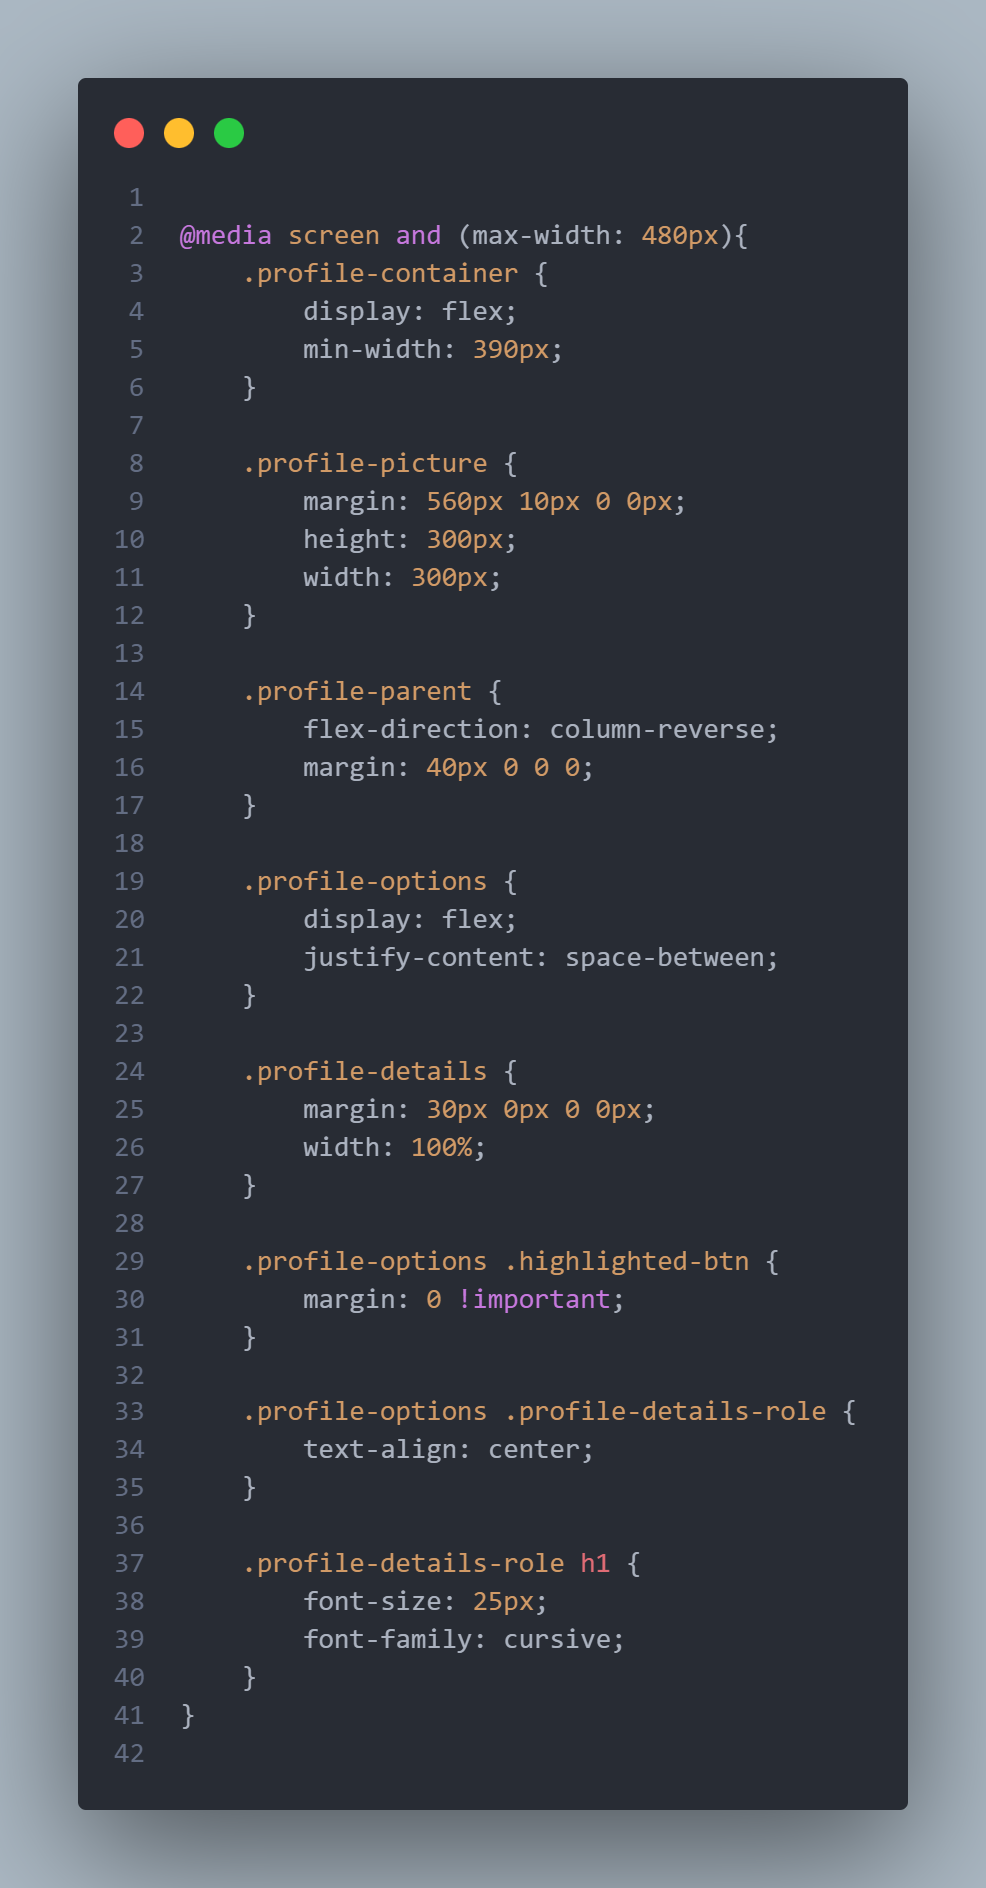 1
2 @media screen and (max-width: 480px){
3     .profile-container {
4         display: flex;
5         min-width: 390px;
6     }
7
8     .profile-picture {
9         margin: 560px 10px 0 0px;
10         height: 300px;
11         width: 300px;
12     }
13
14     .profile-parent {
15         flex-direction: column-reverse;
16         margin: 40px 0 0 0;
17     }
18
19     .profile-options {
20         display: flex;
21         justify-content: space-between;
22     }
23
24     .profile-details {
25         margin: 30px 0px 0 0px;
26         width: 100%;
27     }
28
29     .profile-options .highlighted-btn {
30         margin: 0 !important;
31     }
32
33     .profile-options .profile-details-role {
34         text-align: center;
35     }
36
37     .profile-details-role h1 {
38         font-size: 25px;
39         font-family: cursive;
40     }
41 }
42